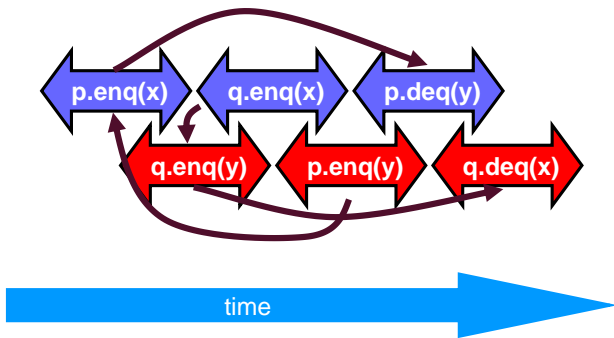 p.enq(x) q.enq(x) p.deq(y)
q.enq(y) p.enq(y) q.deq(x)
time